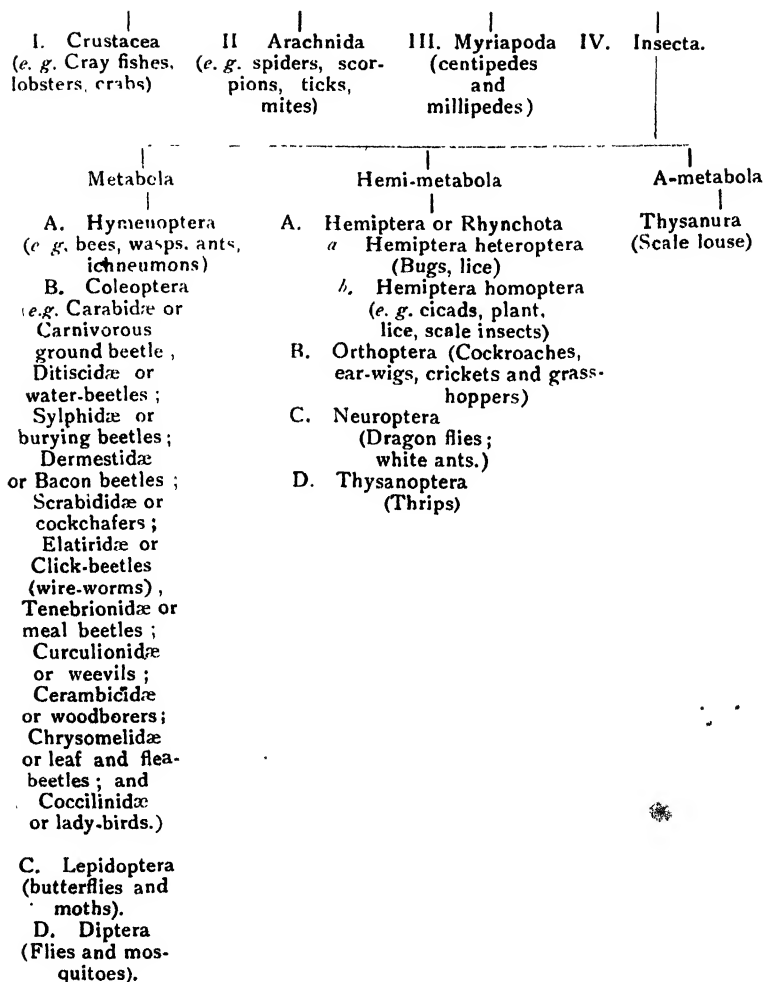 I. Crustacea
(e. g. Cray fishes,
lobsters, crabs)
II Arachnida
(e. g. spiders, scor-
pions, ticks,
mites)
III. Myriapoda
(centipedes
and
millipedes)
IV. Insecta.
Metabola
A. Hymenoptera
(e g. bees, wasps. ants,
ichneumons)
B. Coleoptera
(e.g. Carabidæ or
Carnivorous
ground beetle,
Ditiscidæ or
water-beetles;
Sylphidæ or
burying beetles;
Dermestidæ
or Bacon beetles;
Scrabididæ or
cockchafers;
Elatiridæ or
Click-beetles
(wire-worms),
Tenebrionidæ or
meal beetles;
Curculionidæ
or weevils;
Cerambicidæ
or woodborers;
Chrysomelidæ
or leaf and flea-
beetles; and
Coccilinidæ
or lady-birds.)
C. Lepidoptera
(butterflies and
moths).
D. Diptera
(Flies and mos-
quitoes).
Hemi-metabola
A. Hemiptera or Rhynchota
a Hemiptera heteroptera
(Bugs, lice)
b. Hemiptera homoptera
(e. g. cicads, plant,
lice, scale insects)
B. Orthoptera (Cockroaches,
ear-wigs, crickets and grass-
hoppers)
C. Neuroptera
(Dragon flies;
white ants.)
D. Thysanoptera
(Thrips)
A-metabola
Thysanura
(Scale louse)